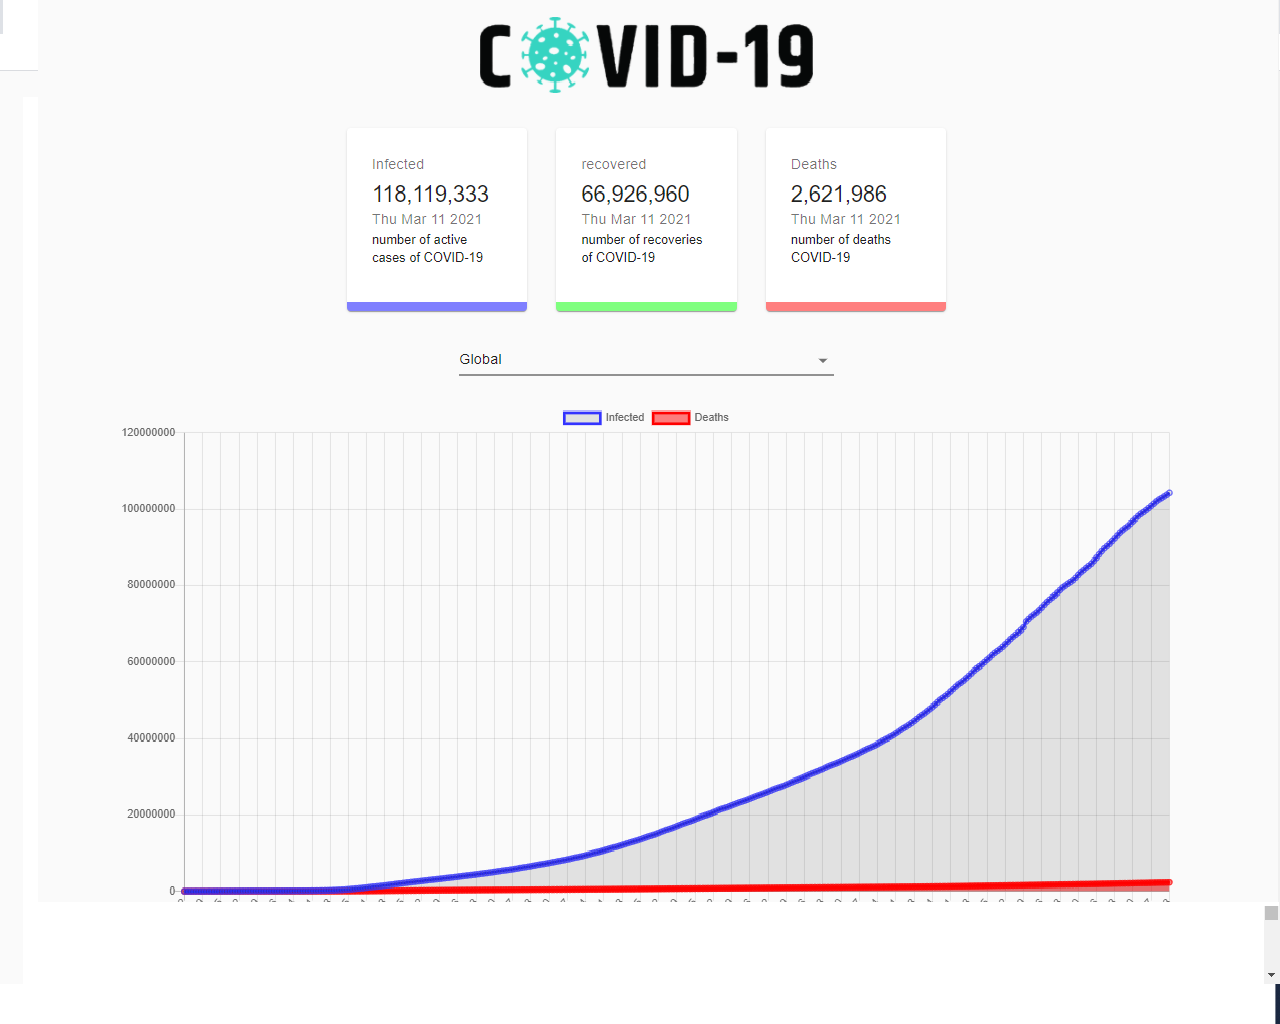 COVID-19
Infected
118,119,333
Thu Mar 11 2021
number of active
cases of COVID-19
recovered
66,926,960
Thu Mar 11 2021
number of recoveries
of COVID-19
Deaths
2,621,986
Thu Mar 11 2021
number of deaths
COVID-19
Global
Infected Deaths
120000000
100000000
80000000
60000000
40000000
20000000
0